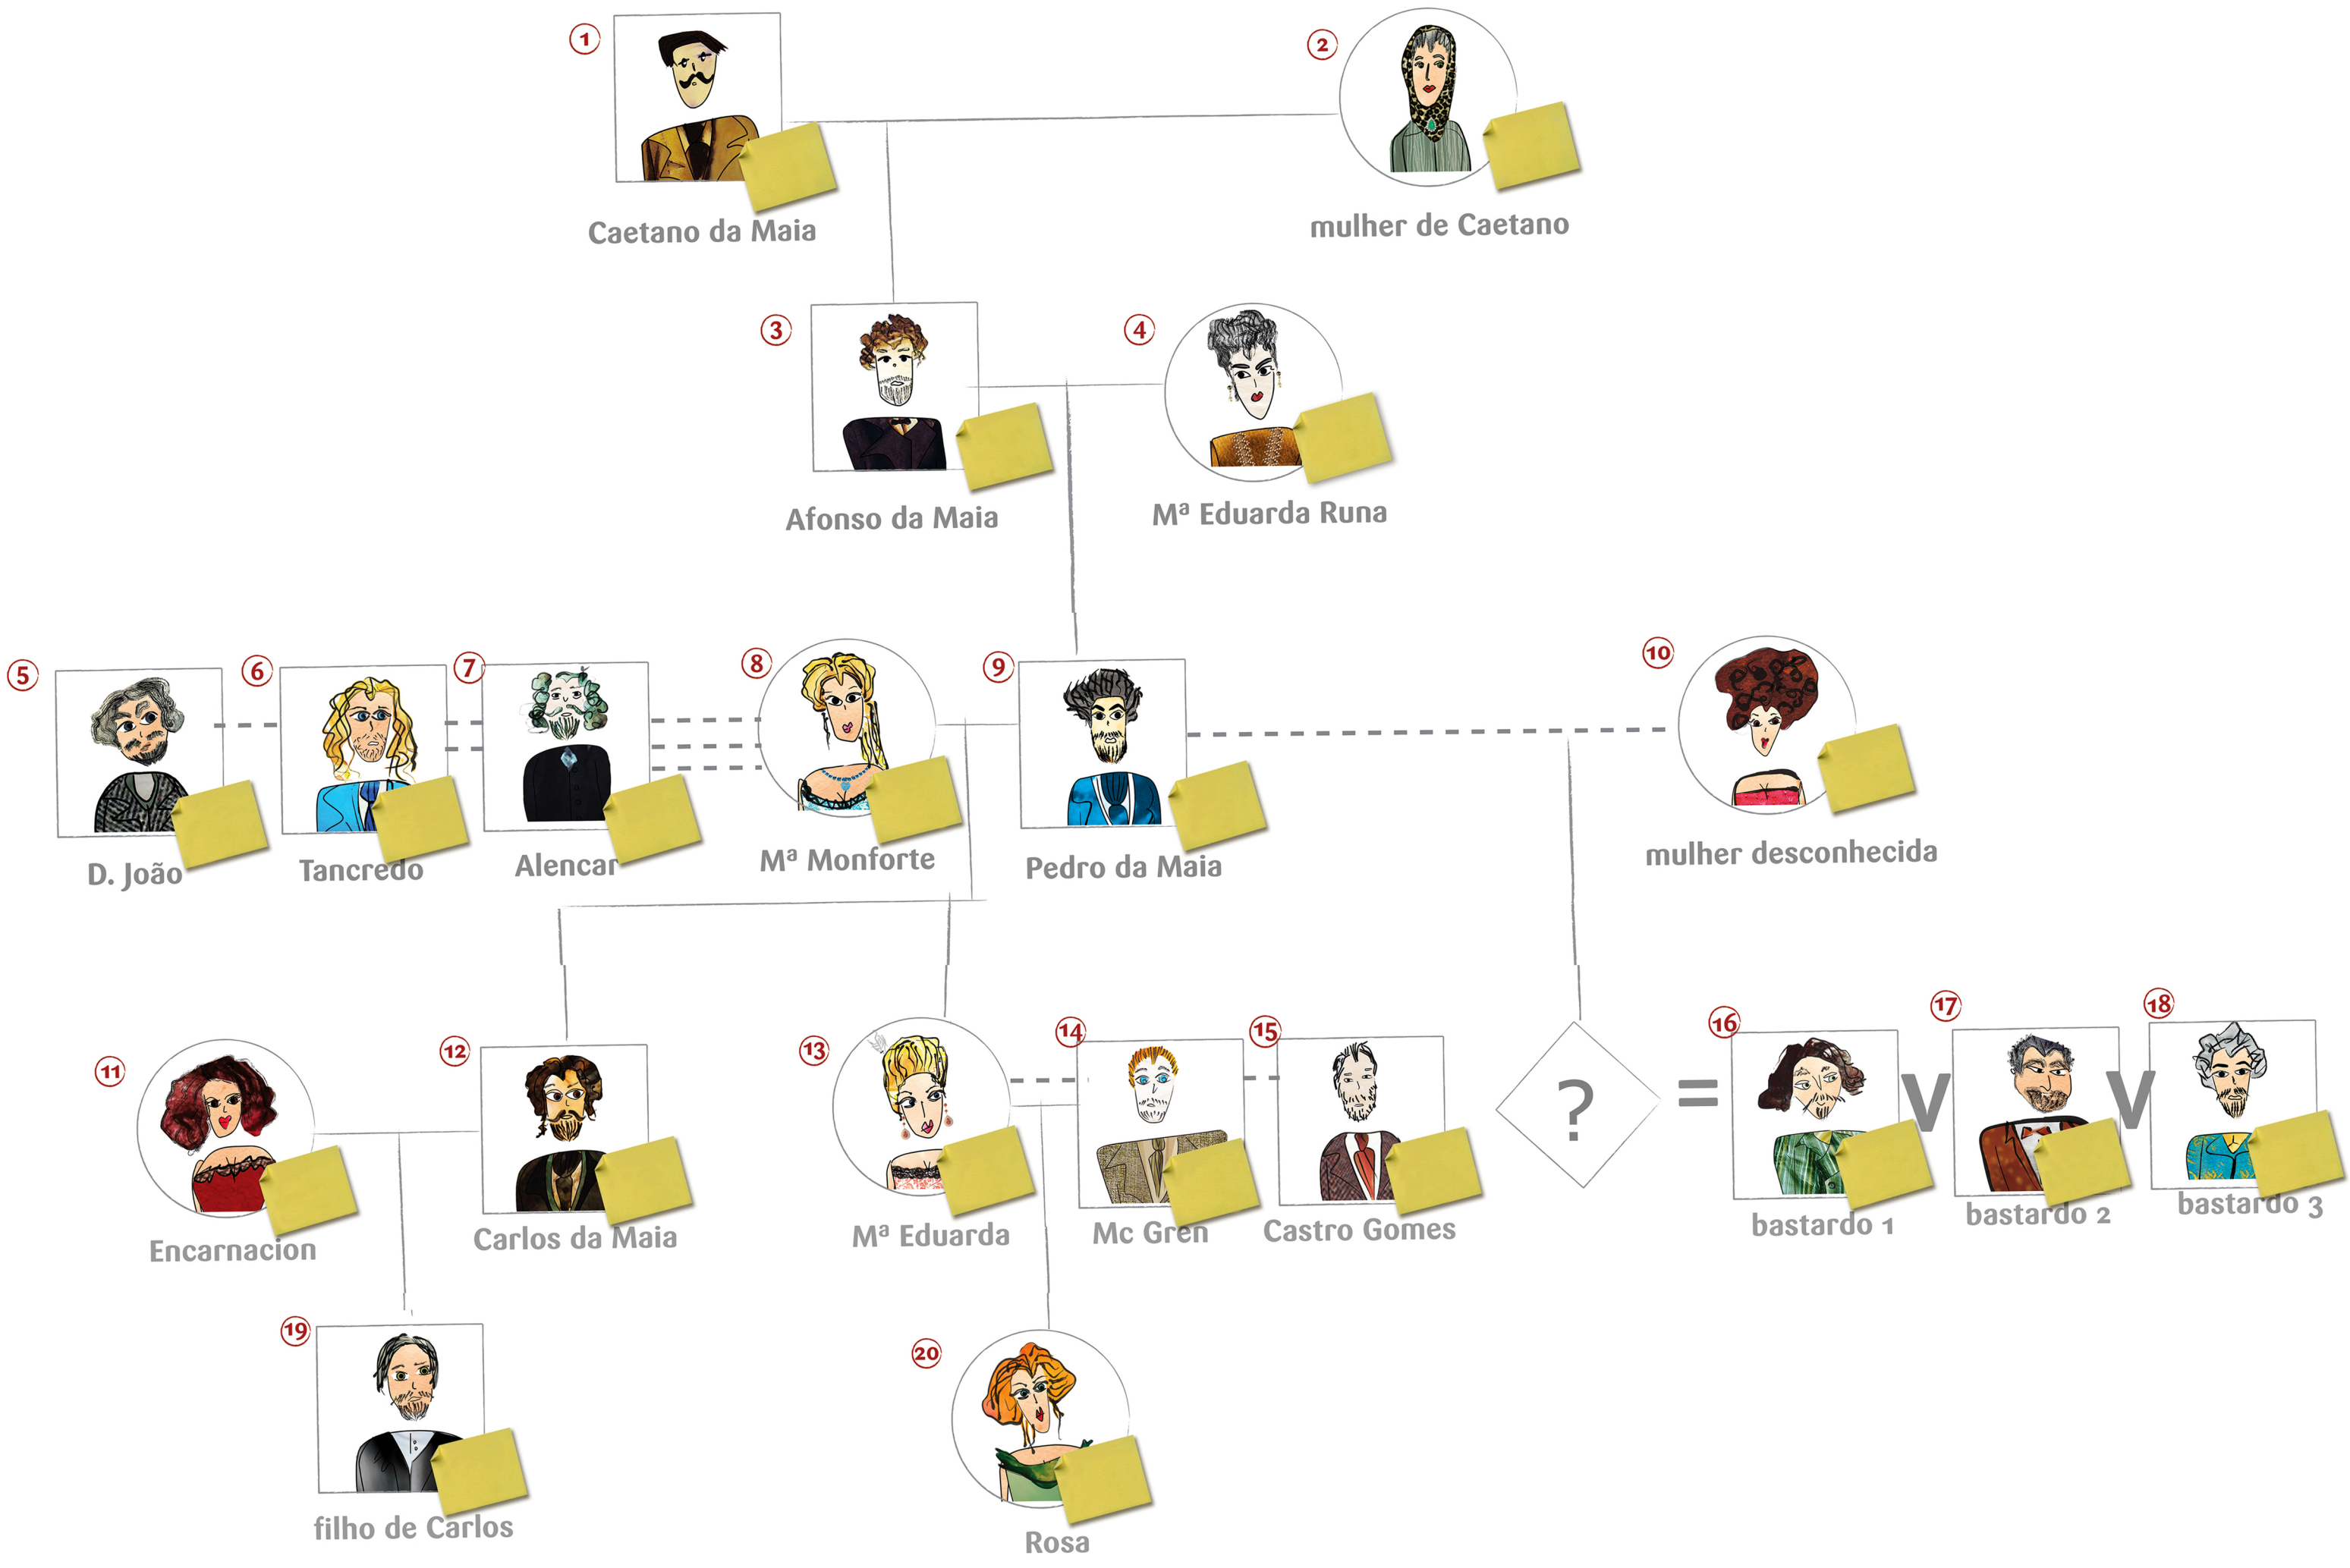 1
2
Caetano da Maia
mulher de Caetano
3
4
Afonso da Maia
Mª Eduarda Runa
5
6
7
8
9
10
D. João
Tancredo
Alencar
Mª Monforte
Pedro da Maia
mulher desconhecida
11
12
13
14
15
16
17
18
? = V V
Encarnacion
Carlos da Maia
Mª Eduarda
Mc Gren
Castro Gomes
bastardo 1
bastardo 2
bastardo 3
19
20
filho de Carlos
Rosa